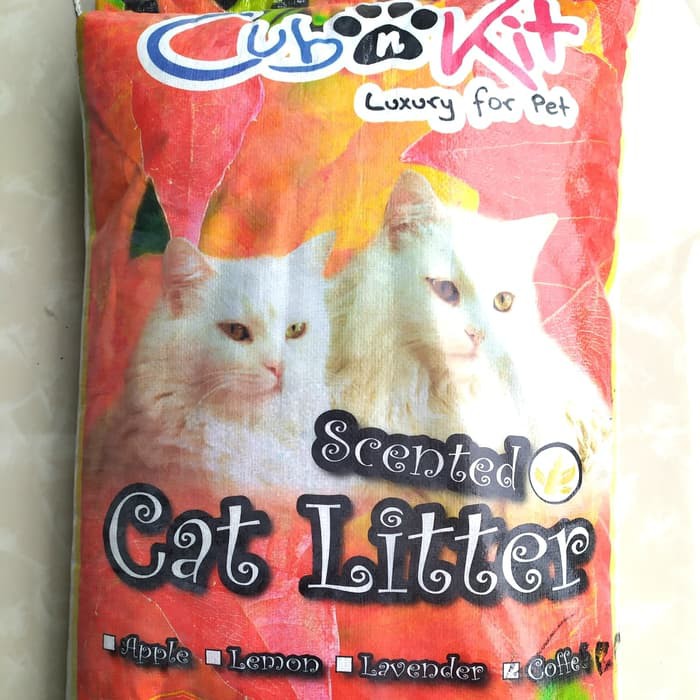 Cub n Kit
Luxury for Pet
Scented
Cat Litter
Apple Lemon Lavender Coffee